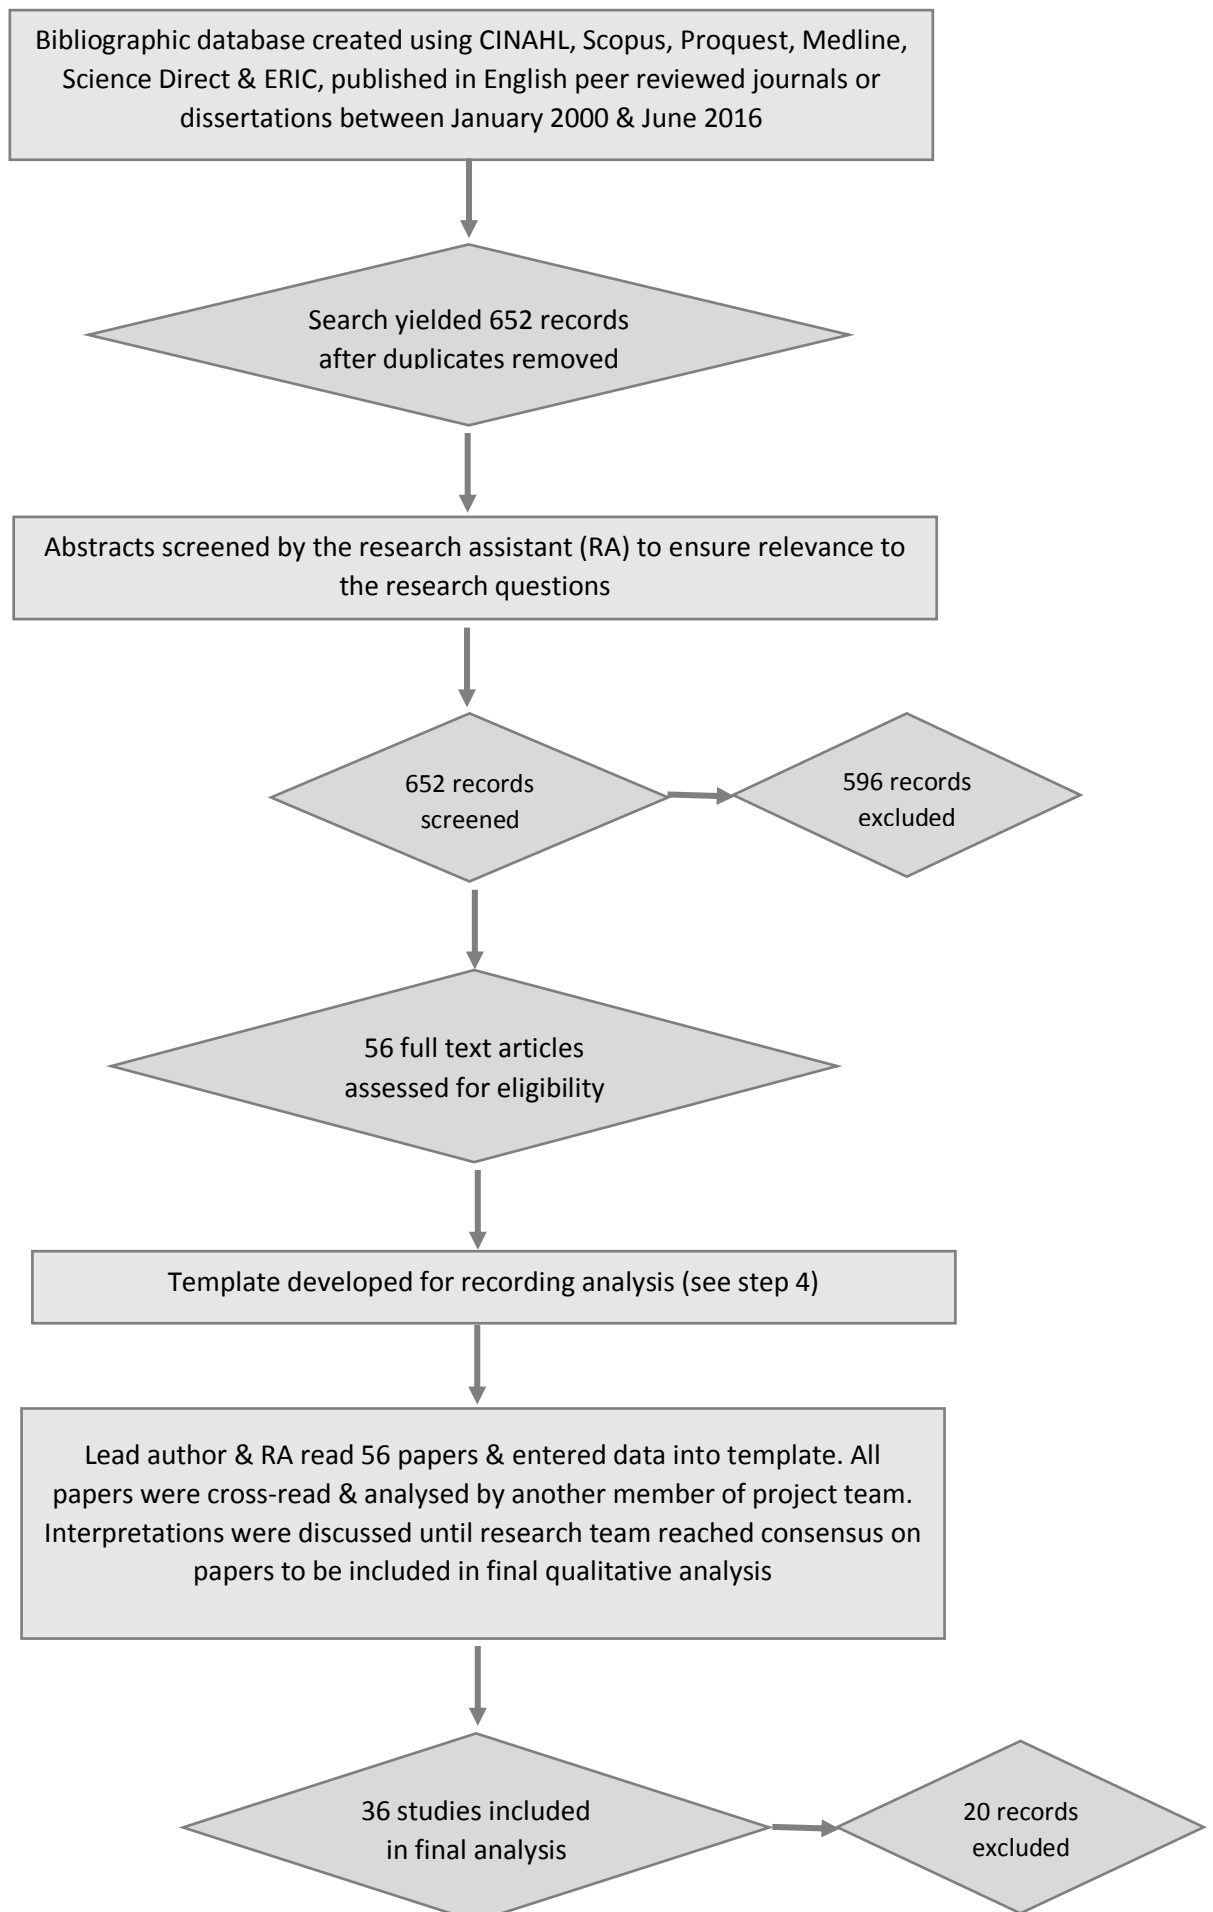 Bibliographic database created using CINAHL, Scopus, Proquest, Medline,
Science Direct & ERIC, published in English peer reviewed journals or
dissertations between January 2000 & June 2016
Search yielded 652 records
after duplicates removed
Abstracts screened by the research assistant (RA) to ensure relevance to
the research questions
652 records
screened
596 records
excluded
56 full text articles
assessed for eligibility
Template developed for recording analysis (see step 4)
Lead author & RA read 56 papers & entered data into template. All
papers were cross-read & analysed by another member of project team.
Interpretations were discussed until research team reached consensus on
papers to be included in final qualitative analysis
36 studies included
in final analysis
20 records
excluded